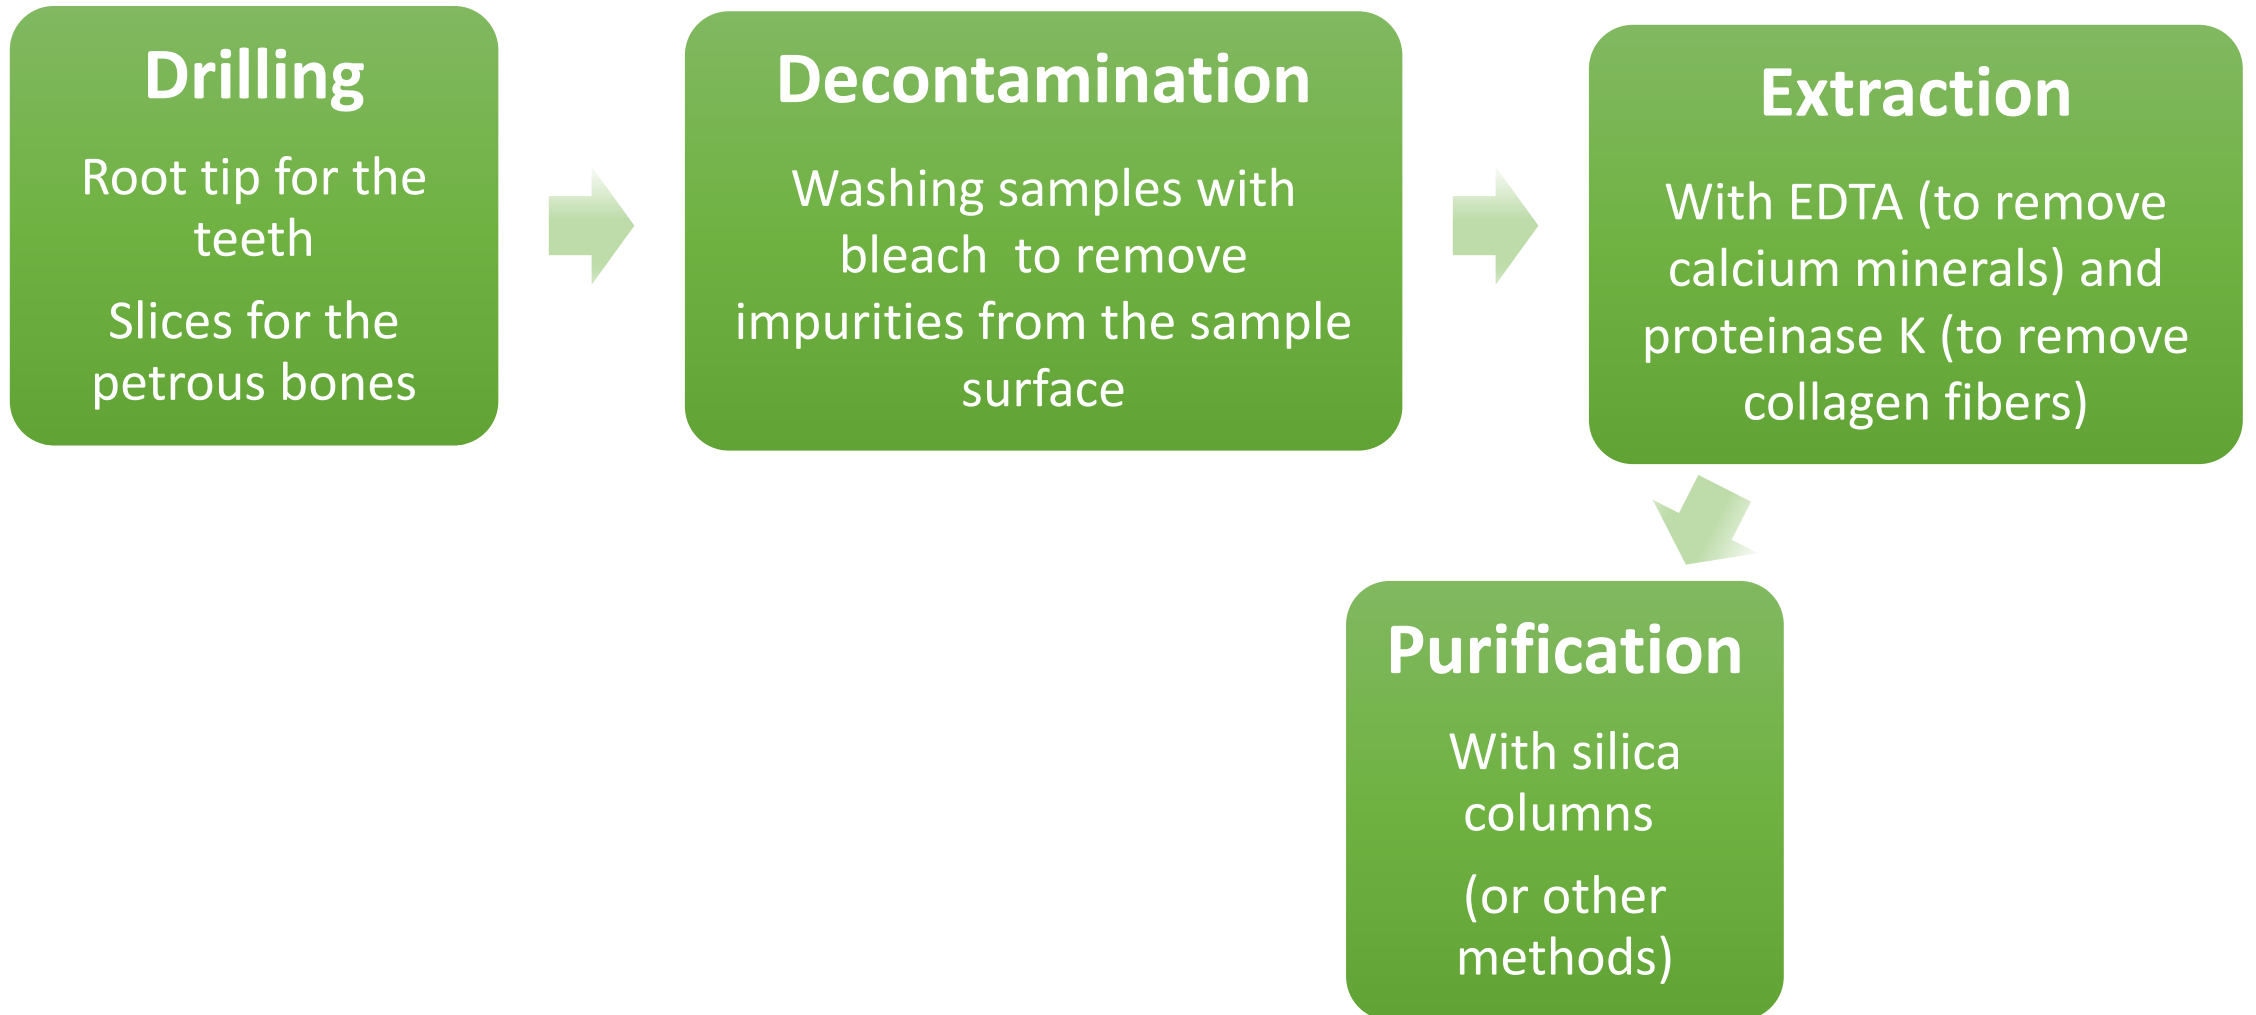 Drilling
Root tip for the
teeth
Slices for the
petrous bones
Decontamination
Washing samples with
bleach  to remove
impurities from the sample
surface
Extraction
With EDTA (to remove
calcium minerals) and
proteinase K (to remove
collagen fibers)
Purification
With silica
columns
(or other
methods)